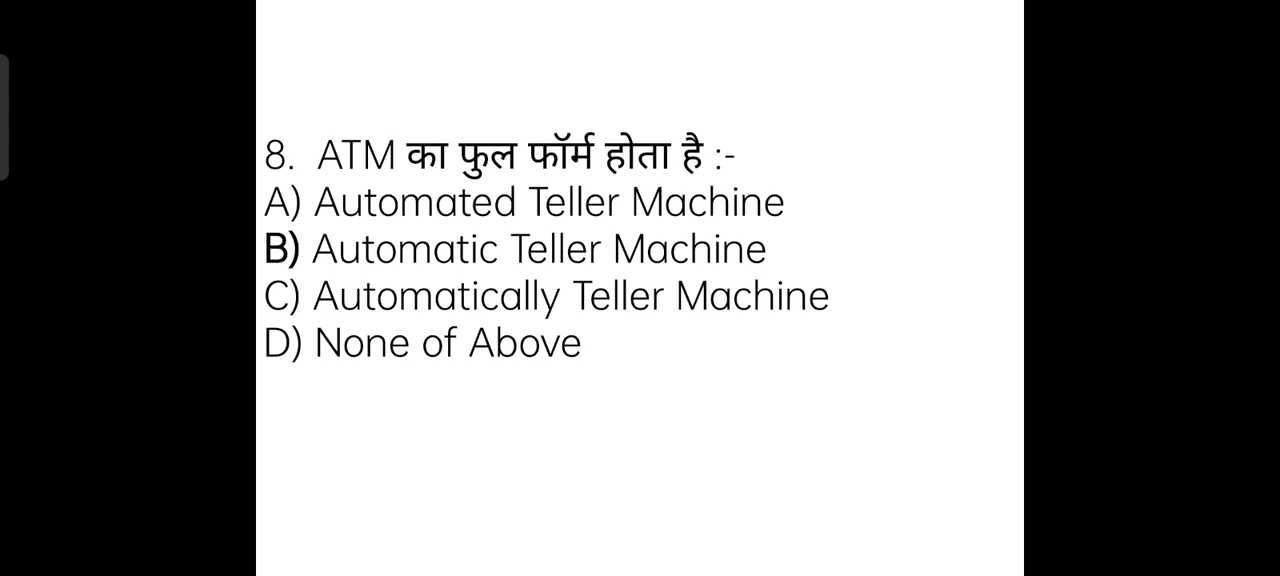 8. ATM का फुल फॉर्म होता है :-
A) Automated Teller Machine
B) Automatic Teller Machine
C) Automatically Teller Machine
D) None of Above